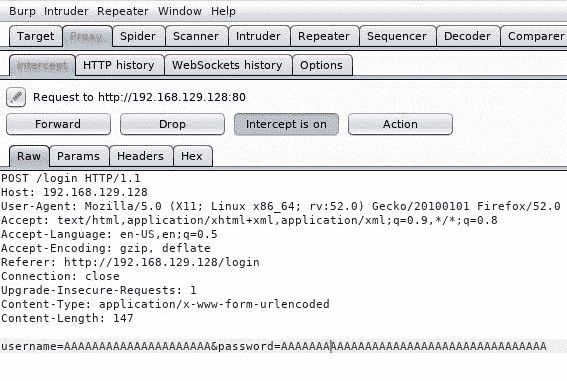 Burp Intruder Repeater Window Help
Target Proxy Spider Scanner Intruder Repeater Sequencer Decoder Comparer
Intercept HTTP history WebSockets history Options
Request to http://192.168.129.128:80
Forward Drop Intercept is on Action
Raw Params Headers Hex
POST /login HTTP/1.1
Host: 192.168.129.128
User-Agent: Mozilla/5.0 (X11; Linux x86_64; rv:52.0) Gecko/20100101 Firefox/52.0
Accept: text/html,application/xhtml+xml,application/xml;q=0.9,*/*;q=0.8
Accept-Language: en-US,en;q=0.5
Accept-Encoding: gzip, deflate
Referer: http://192.168.129.128/login
Connection: close
Upgrade-Insecure-Requests: 1
Content-Type: application/x-www-form-urlencoded
Content-Length: 147

username=AAAAAAAAAAAAAAAAAAAAA&password=AAAAAAAAAAAAAAAAAAAAAAAAAAAAAAAAAAAAAA